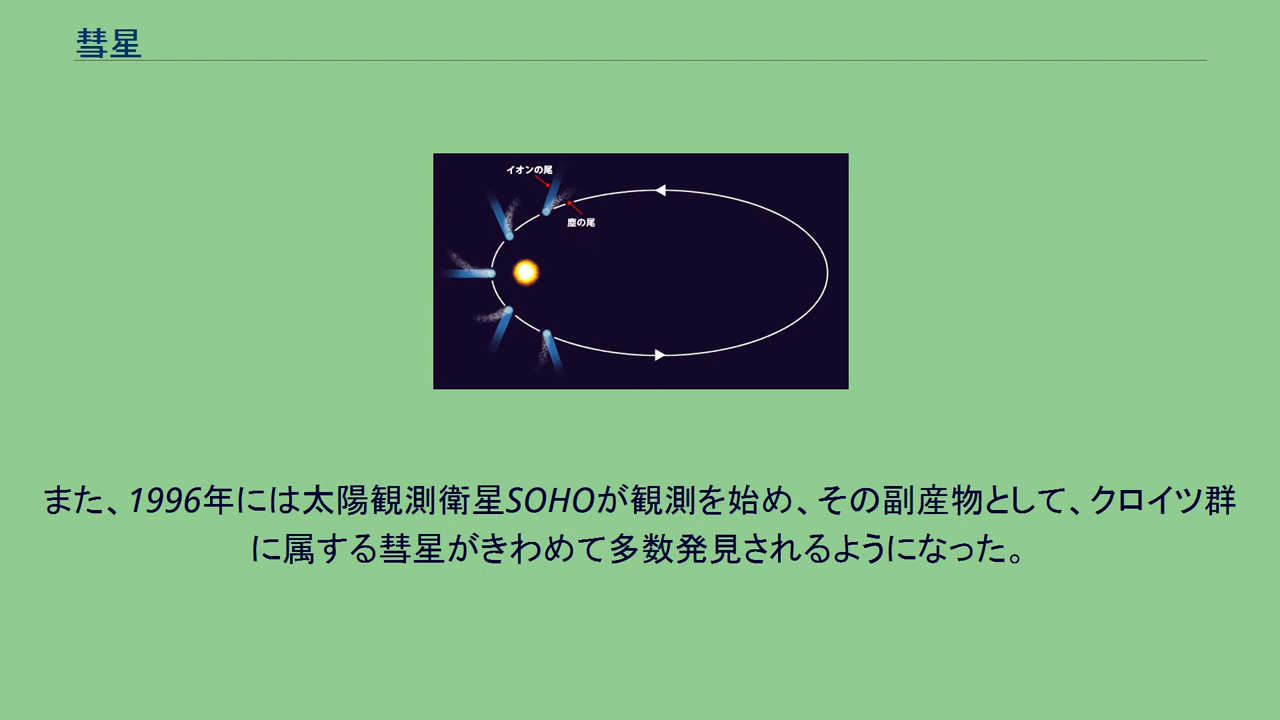 彗星
イオンの尾
塵の尾
また、1996年には太陽観測衛星SOHOが観測を始め、その副産物として、クロイツ群
に属する彗星がきわめて多数発見されるようになった。